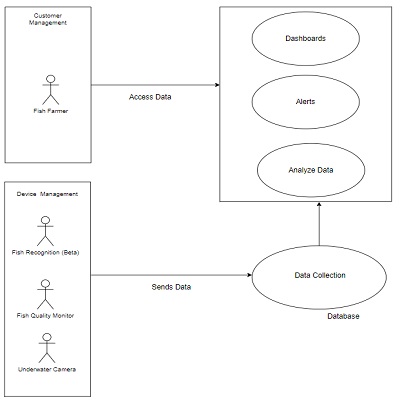 Customer
Management
Fish Farmer
Access Data
Dashboards
Alerts
Analyze Data
Device Management
Fish Recognition (Beta)
Fish Quality Monitor
Underwater Camera
Sends Data
Data Collection
Database